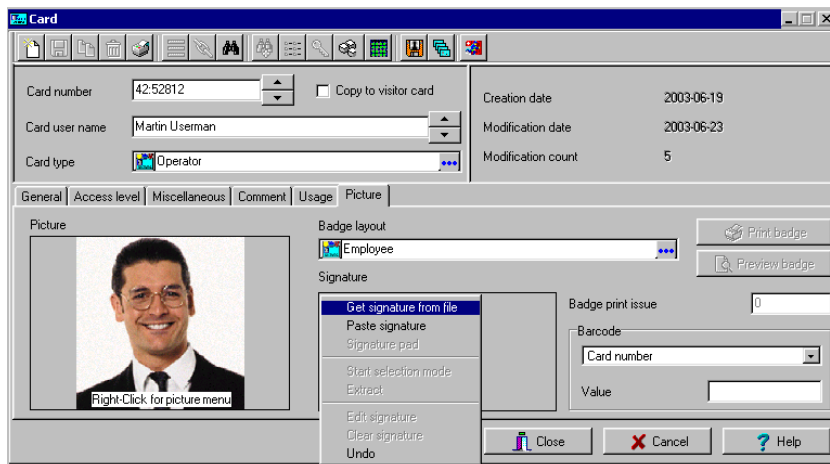 Card
Card number
42:52812
Copy to visitor card
Creation date
2003-06-19
Card user name
Martin Userman
Modification date
2003-06-23
Card type
Operator
Modification count
5
General
Access level
Miscellaneous
Comment
Usage
Picture
Picture
Badge layout
Employee
Print badge
Preview badge
Signature
Get signature from file
Paste signature
Signature pad
Start selection mode
Extract
Edit signature
Clear signature
Undo
Badge print issue
0
Barcode
Card number
Value
Right-Click for picture menu
Close
Cancel
Help